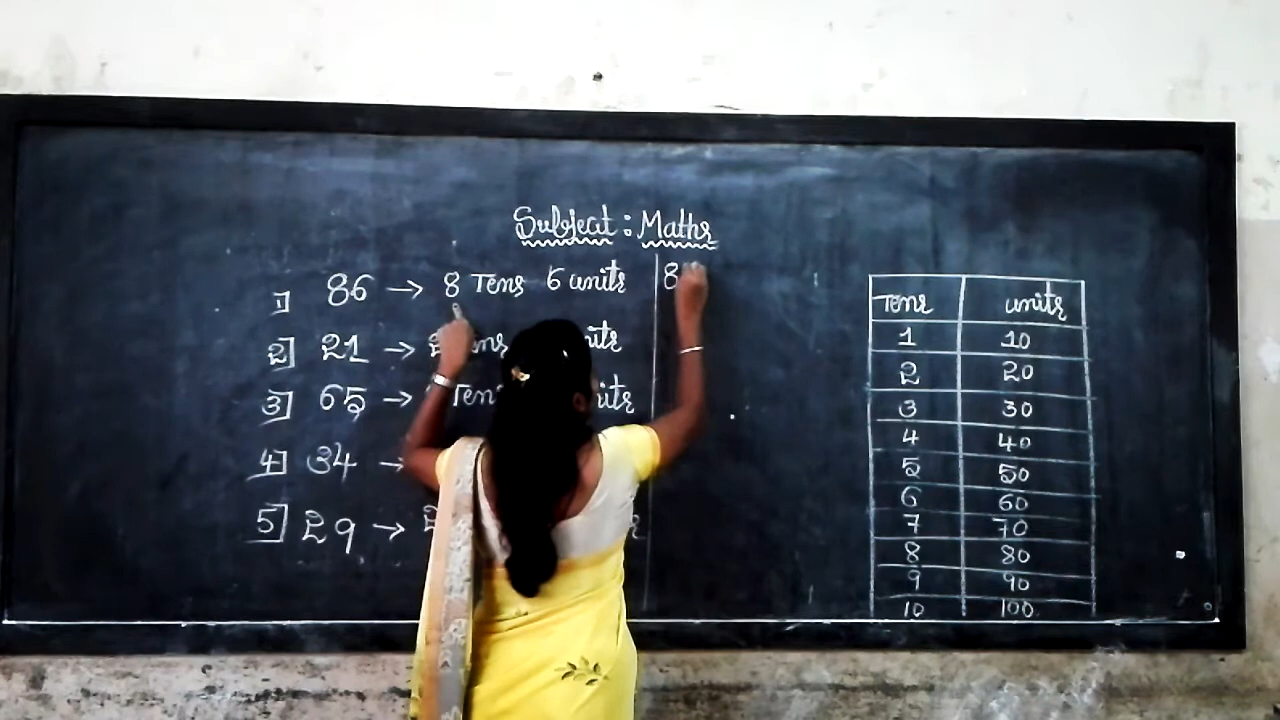 Subject : Maths
1] 86 → 8 Tens 6 units 8
2] 21 →
3] 65 →
4] 34 →
5] 29 →
Tens units
1 10
2 20
3 30
4 40
5 50
6 60
7 70
8 80
9 90
10 100